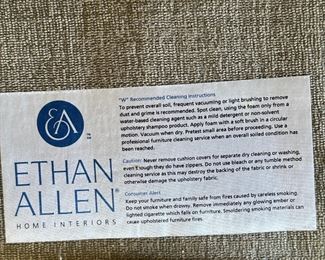 "W" Recommended Cleaning Instructions
To prevent overall soil, frequent vacuuming or light brushing to remove
dust and grime is recommended. Spot clean, using the foam only from a
water-based cleaning agent such as a mild detergent or non-solvent
upholstery shampoo product. Apply foam with a soft brush in a circular
motion. Vacuum when dry. Pretest small area before proceeding. Use a
professional furniture cleaning service when an overall soiled condition has
been reached.
Caution: Never remove cushion covers for separate dry cleaning or washing,
even though they do have zippers. Do not use bleach or any tumble method
cleaning service as this may destroy the backing of the fabric or shrink or
otherwise damage the upholstery fabric.
Consumer Alert
Keep your furniture and family safe from fires caused by careless smoking.
Do not smoke when drowsy. Remove immediately any glowing ember or
lighted cigarette which falls on furniture. Smoldering smoking materials can
cause upholstered furniture fires.
EA
ETHAN
ALLEN®
HOME INTERIORS